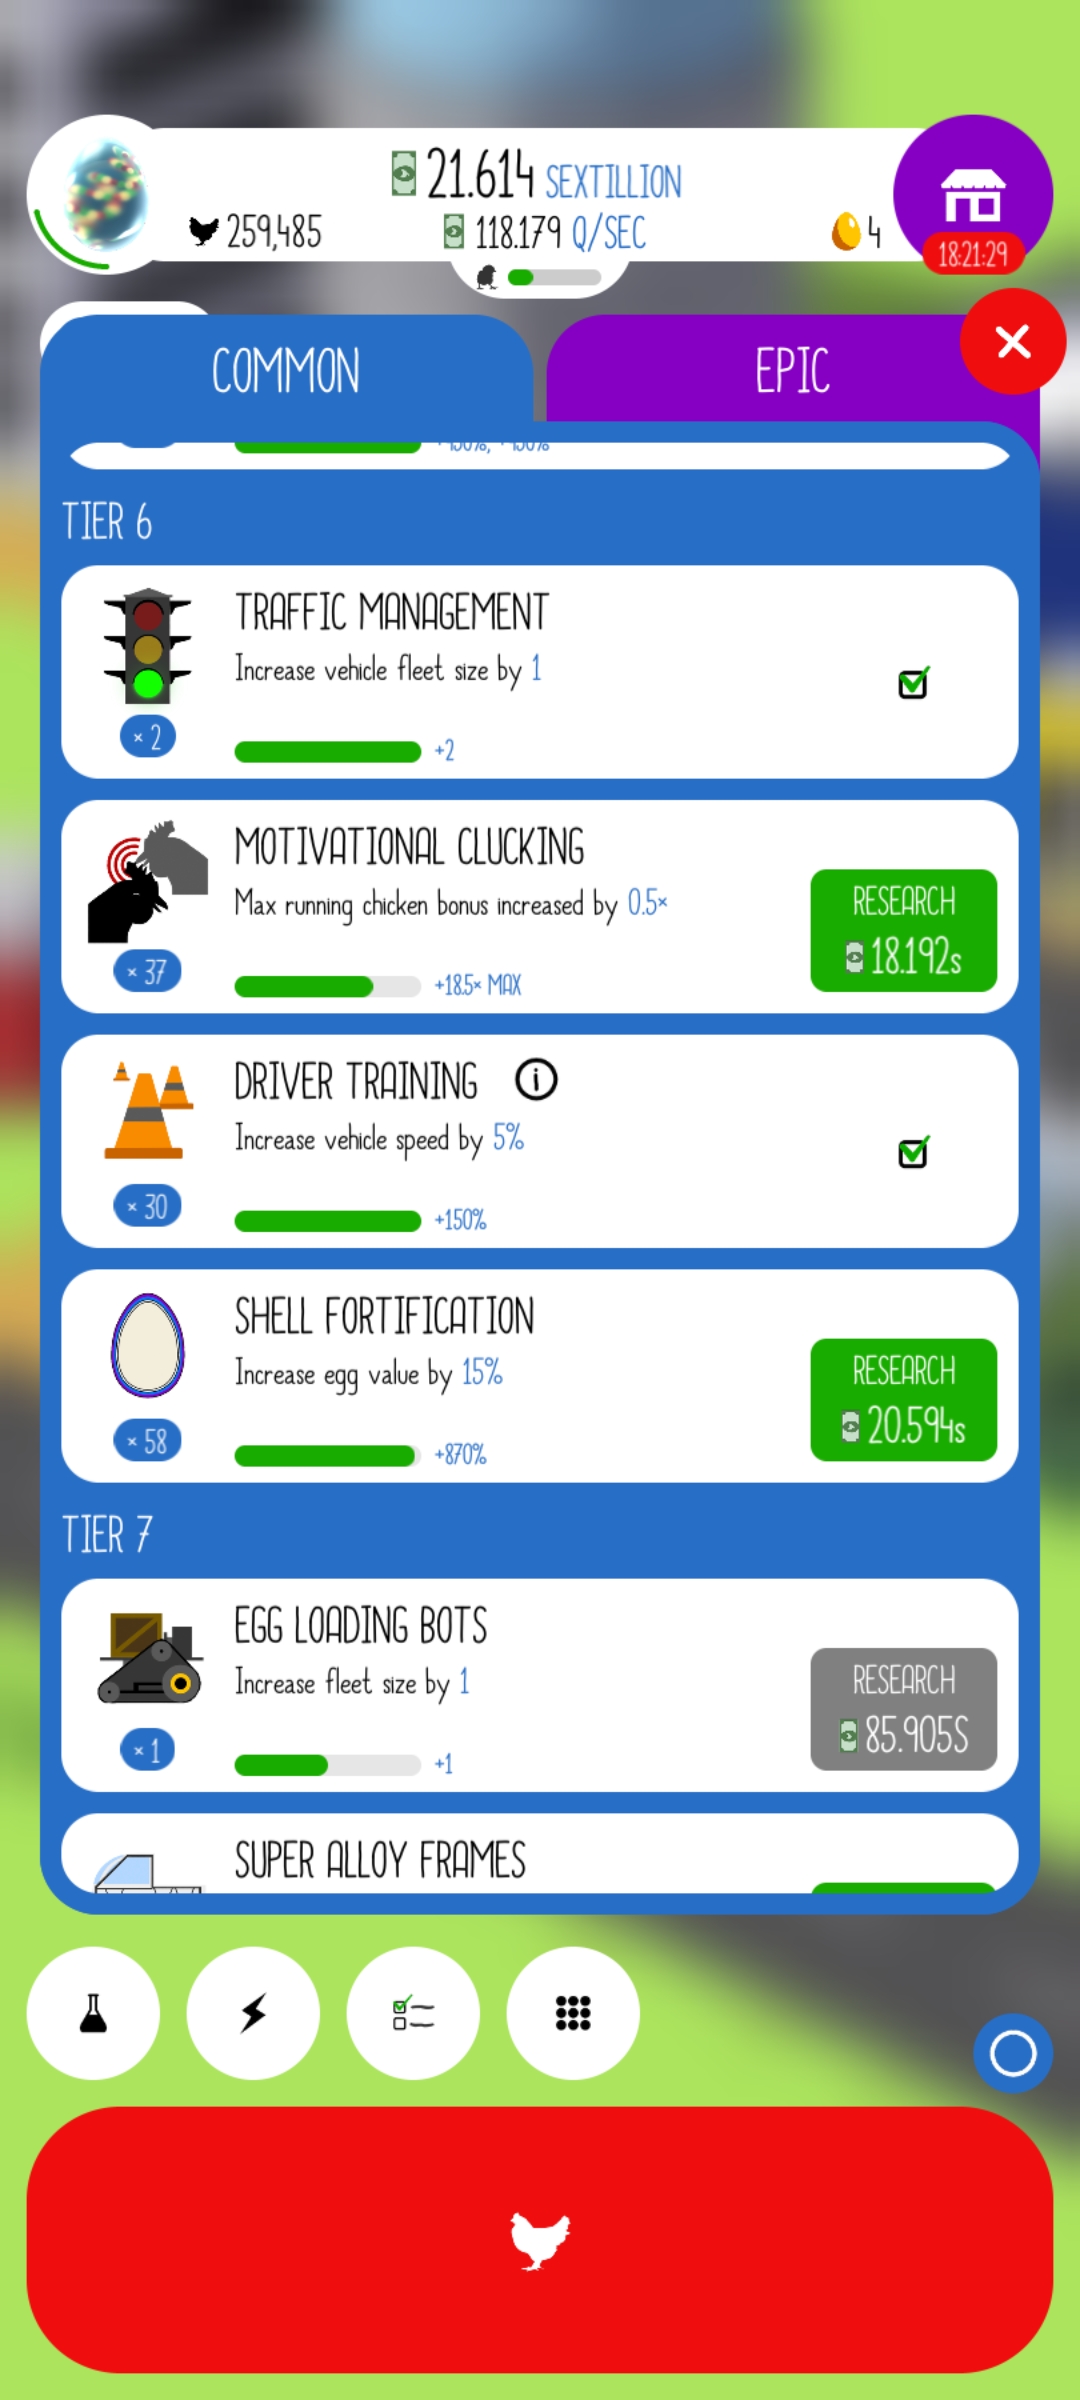 21.614 SEXTILLION
259,485
118.179 Q/SEC
4
18:21:29
COMMON
EPIC
+150%, +150%
TIER 6
TRAFFIC MANAGEMENT
Increase vehicle fleet size by 1
× 2
+2
MOTIVATIONAL CLUCKING
Max running chicken bonus increased by 0.5×
RESEARCH
18.192s
× 37
+18.5× MAX
DRIVER TRAINING
Increase vehicle speed by 5%
× 30
+150%
SHELL FORTIFICATION
Increase egg value by 15%
RESEARCH
20.594s
× 58
+870%
TIER 7
EGG LOADING BOTS
Increase fleet size by 1
RESEARCH
85.905S
× 1
+1
SUPER ALLOY FRAMES